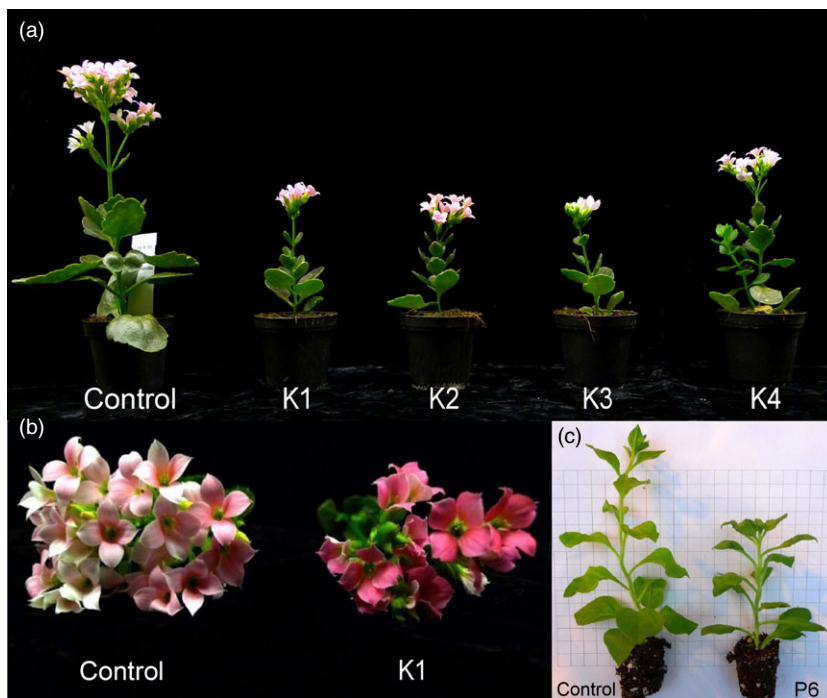 (a)
Control K1 K2 K3 K4
(b)
Control K1
(c)
Control P6